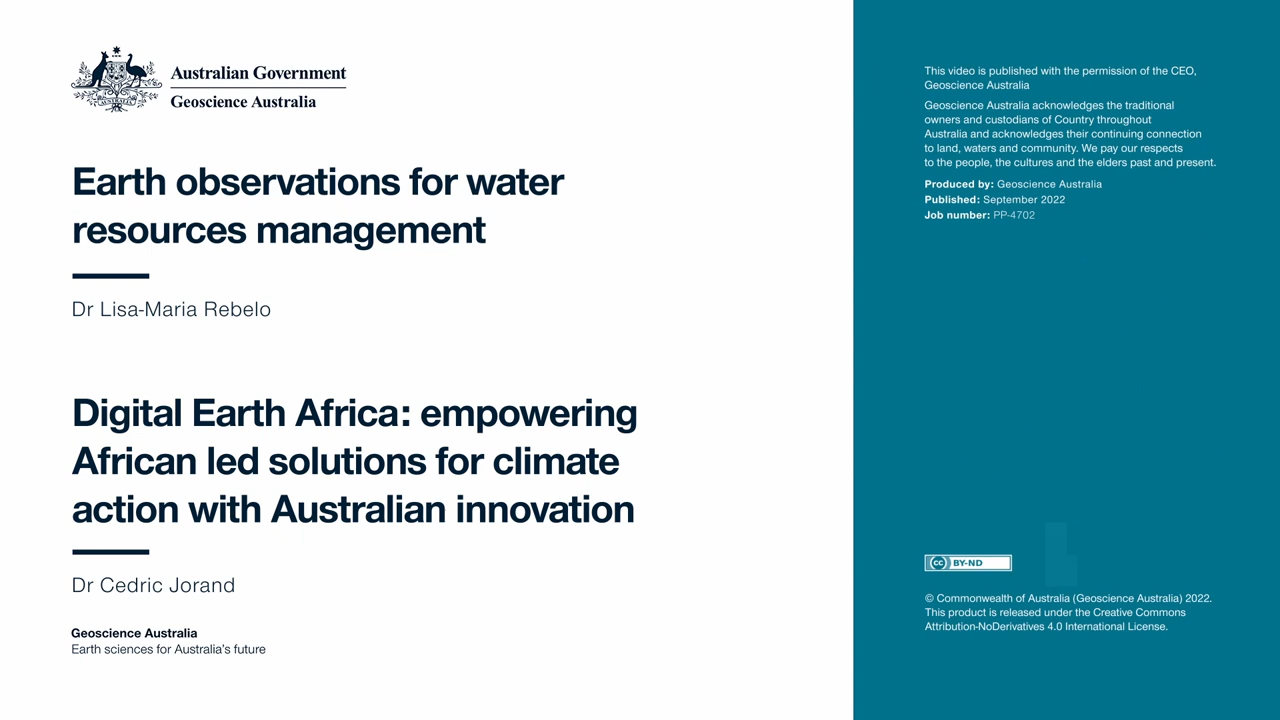 Australian Government
Geoscience Australia
Earth observations for water
resources management
Dr Lisa-Maria Rebelo
Digital Earth Africa: empowering
African led solutions for climate
action with Australian innovation
Dr Cedric Jorand
Geoscience Australia
Earth sciences for Australia's future
This video is published with the permission of the CEO,
Geoscience Australia
Geoscience Australia acknowledges the traditional
owners and custodians of Country throughout
Australia and acknowledges their continuing connection
to land, waters and community. We pay our respects
to the people, the cultures and the elders past and present.
Produced by: Geoscience Australia
Published: September 2022
Job number: PP-4702
cc BY-ND
© Commonwealth of Australia (Geoscience Australia) 2022.
This product is released under the Creative Commons
Attribution-NoDerivatives 4.0 International License.